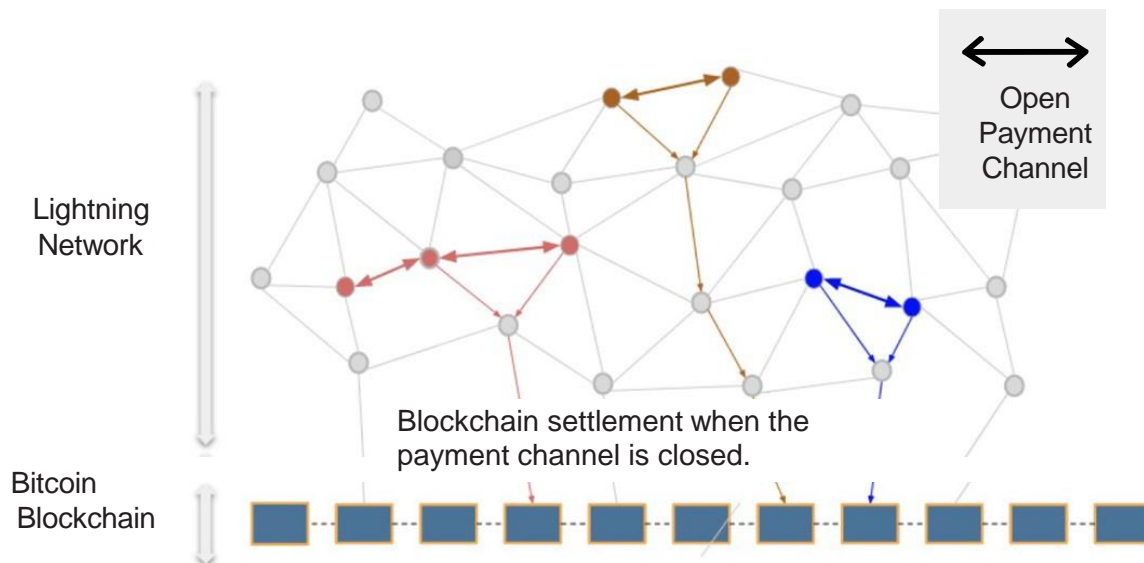 Open
Payment
Channel
Lightning
Network
Blockchain settlement when the
payment channel is closed.
Bitcoin
Blockchain